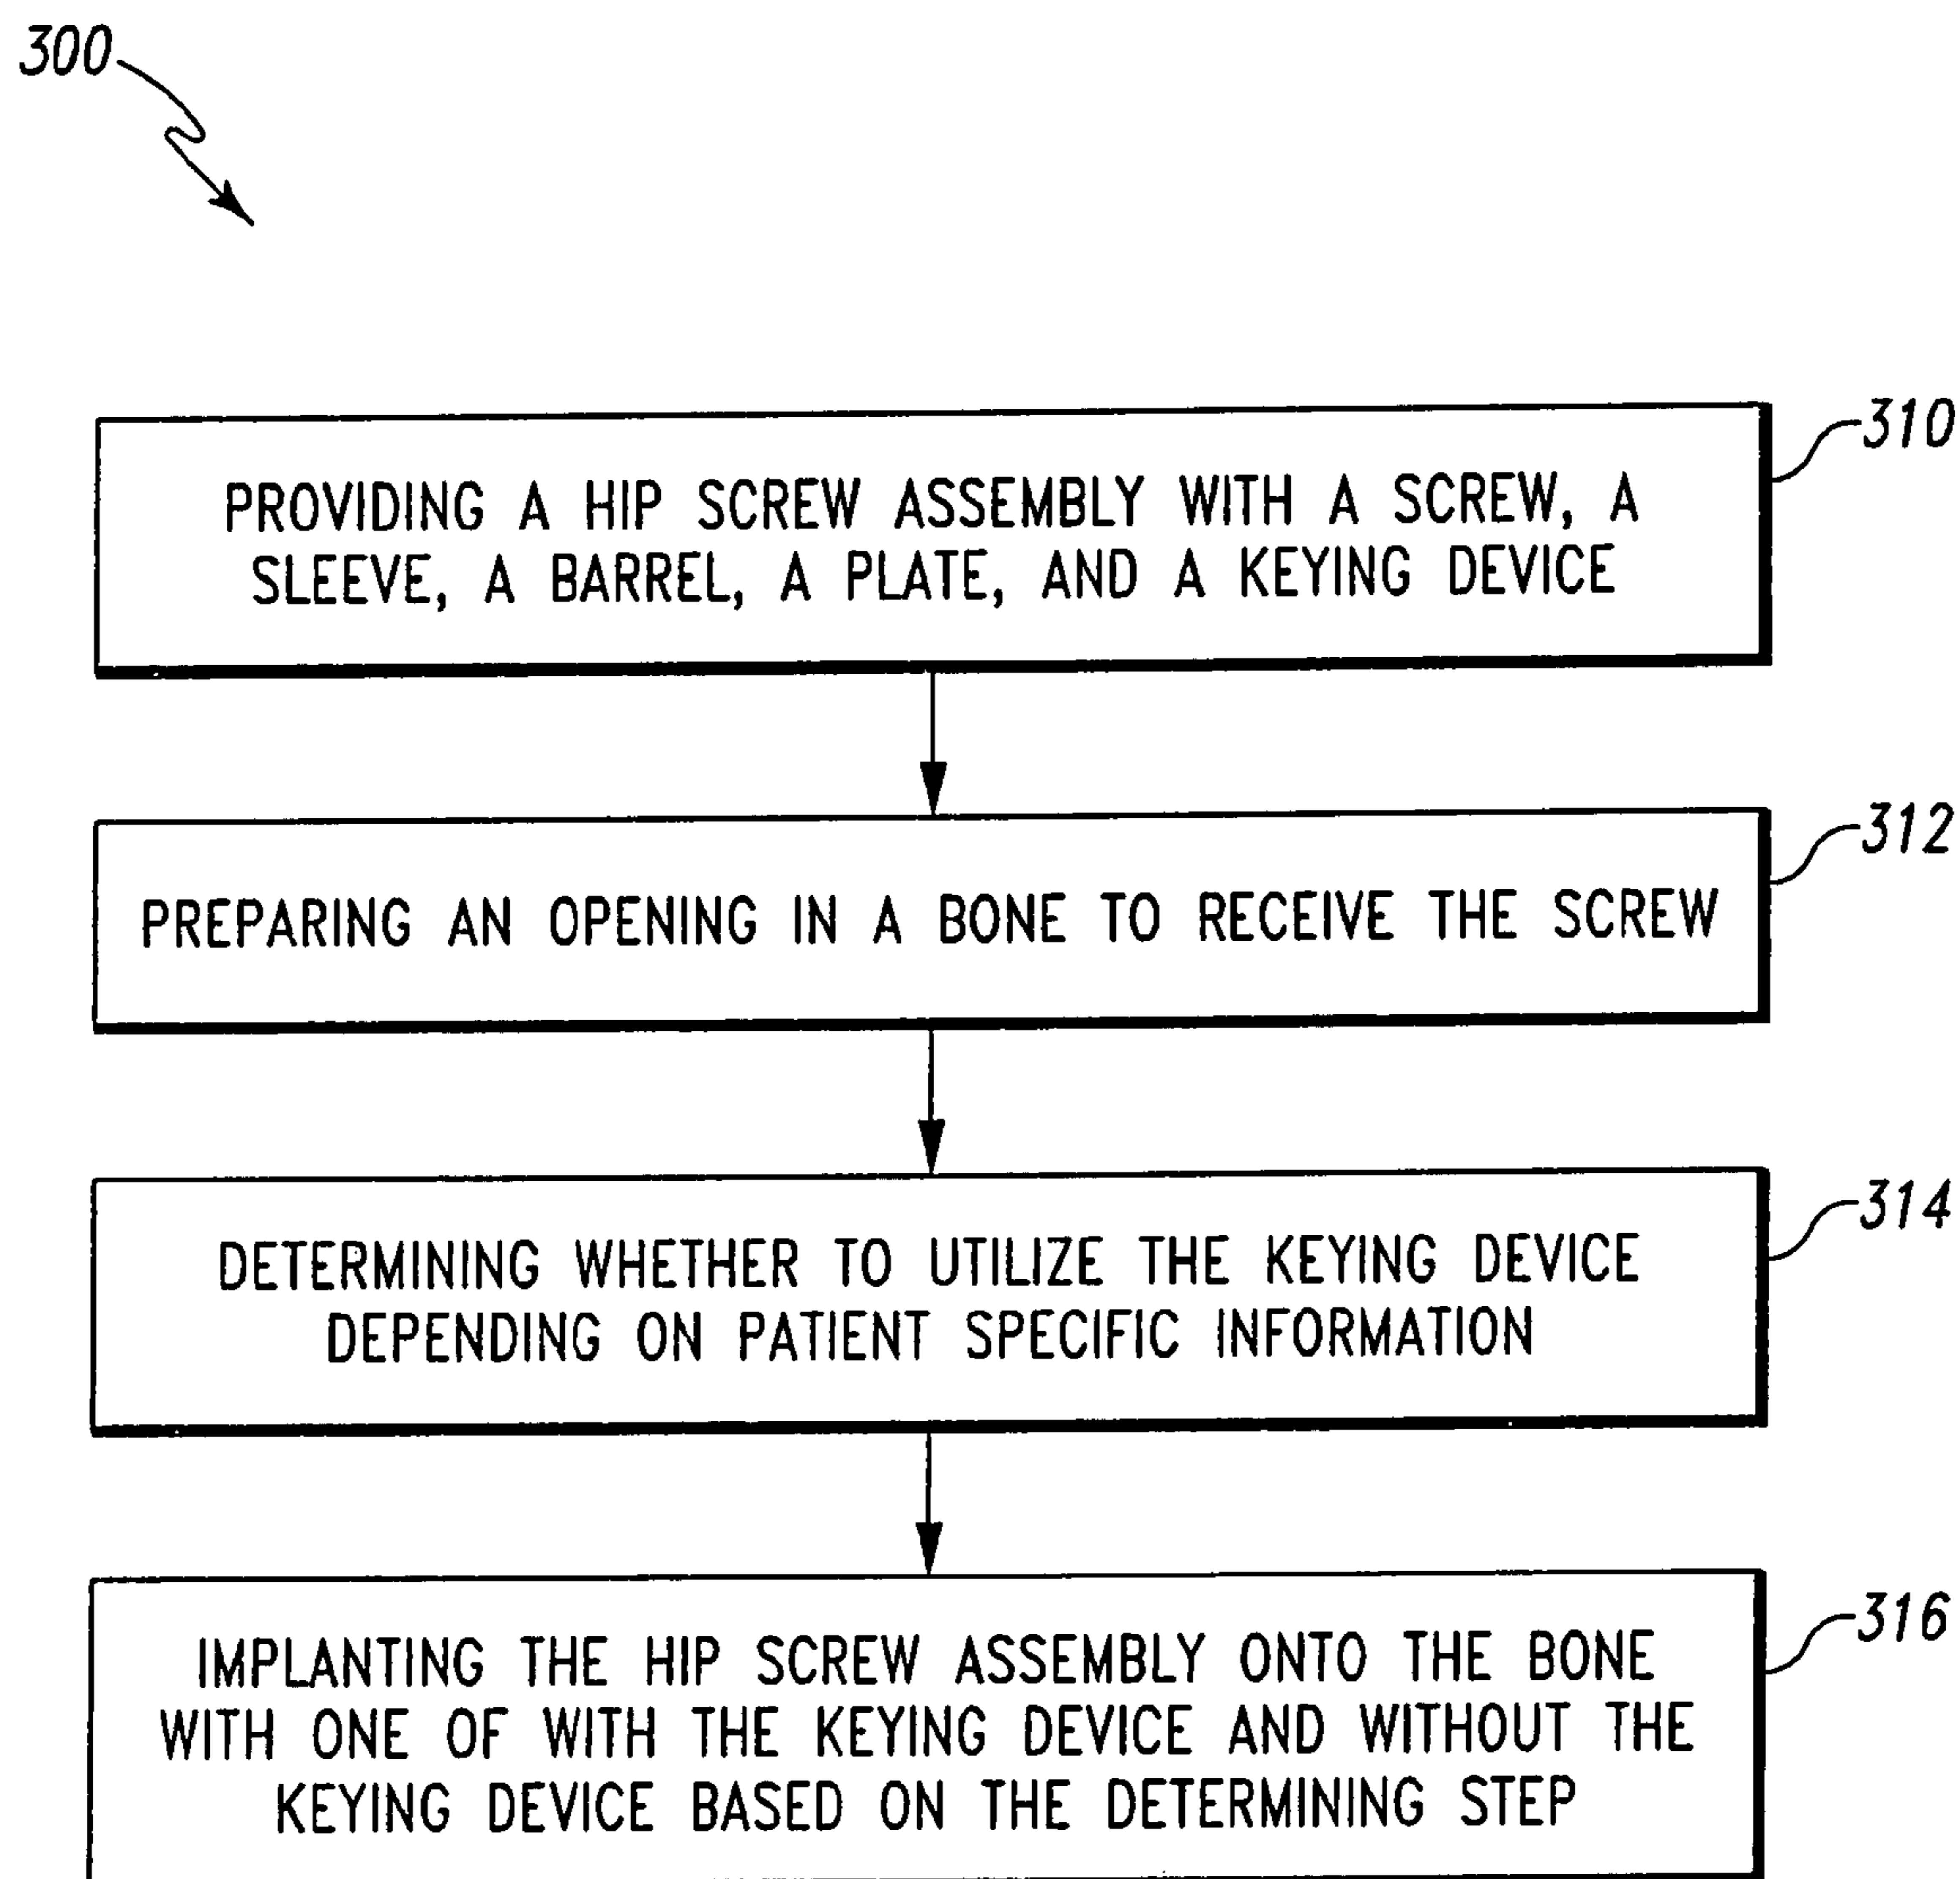 300
310
PROVIDING A HIP SCREW ASSEMBLY WITH A SCREW, A
SLEEVE, A BARREL, A PLATE, AND A KEYING DEVICE
312
PREPARING AN OPENING IN A BONE TO RECEIVE THE SCREW
314
DETERMINING WHETHER TO UTILIZE THE KEYING DEVICE
DEPENDING ON PATIENT SPECIFIC INFORMATION
316
IMPLANTING THE HIP SCREW ASSEMBLY ONTO THE BONE
WITH ONE OF WITH THE KEYING DEVICE AND WITHOUT THE
KEYING DEVICE BASED ON THE DETERMINING STEP